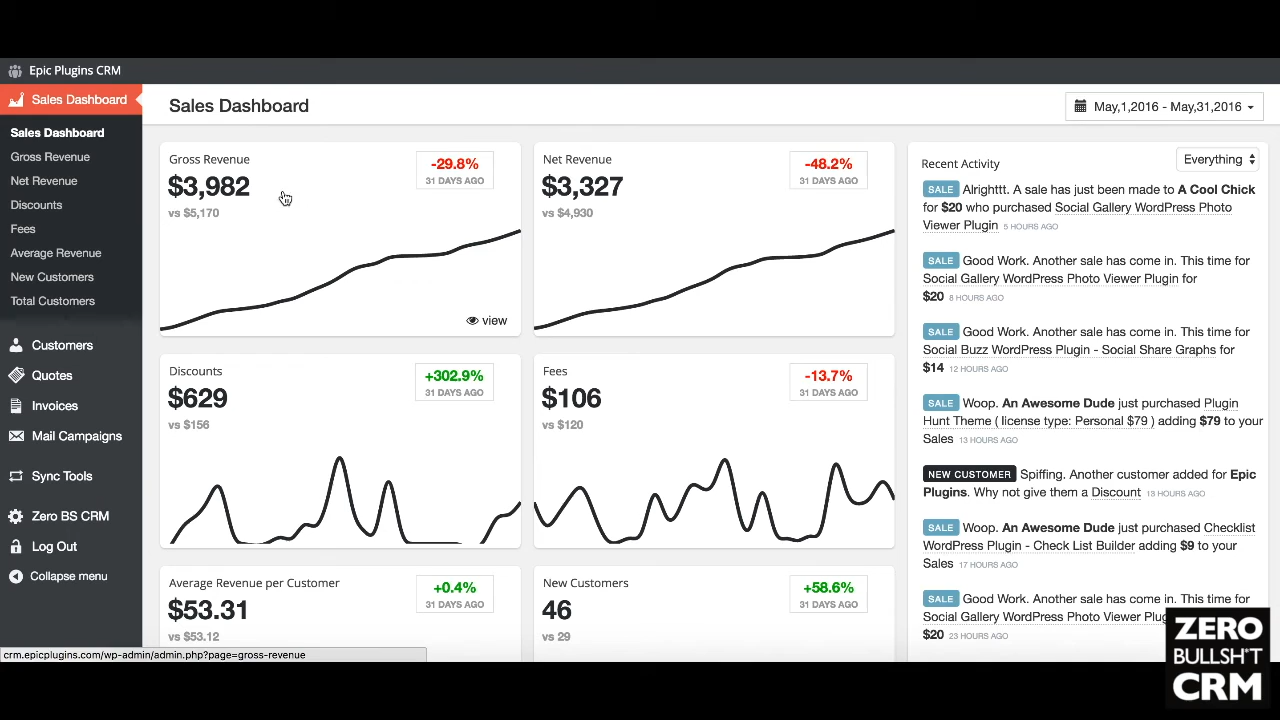 Epic Plugins CRM
Sales Dashboard
Sales Dashboard
Gross Revenue
Net Revenue
Discounts
Fees
Average Revenue
New Customers
Total Customers
Customers
Quotes
Invoices
Mail Campaigns
Sync Tools
Zero BS CRM
Log Out
Collapse menu
crm.epicplugins.com/wp-admin/admin.php?page=gross-revenue
Sales Dashboard
May,1,2016 - May,31,2016
Gross Revenue
$3,982
vs $5,170
-29.8%
31 DAYS AGO
view
Net Revenue
$3,327
vs $4,930
-48.2%
31 DAYS AGO
Discounts
$629
vs $156
+302.9%
31 DAYS AGO
Fees
$106
vs $120
-13.7%
31 DAYS AGO
Average Revenue per Customer
$53.31
vs $53.12
+0.4%
31 DAYS AGO
New Customers
46
vs 29
+58.6%
31 DAYS AGO
Recent Activity
Everything
SALE Alrighttt. A sale has just been made to A Cool Chick
for $20 who purchased Social Gallery WordPress Photo
Viewer Plugin 5 HOURS AGO
SALE Good Work. Another sale has come in. This time for
Social Gallery WordPress Photo Viewer Plugin for
$20 8 HOURS AGO
SALE Good Work. Another sale has come in. This time for
Social Buzz WordPress Plugin - Social Share Graphs for
$14 12 HOURS AGO
SALE Woop. An Awesome Dude just purchased Plugin
Hunt Theme ( license type: Personal $79 ) adding $79 to your
Sales 13 HOURS AGO
NEW CUSTOMER Spiffing. Another customer added for Epic
Plugins. Why not give them a Discount 13 HOURS AGO
SALE Woop. An Awesome Dude just purchased Checklist
WordPress Plugin - Check List Builder adding $9 to your
Sales 17 HOURS AGO
SALE Good Work. Another sale has come in. This time for
Social Gallery WordPress Photo Viewer
$20 23 HOURS AGO
ZERO
BULLSH*T
CRM